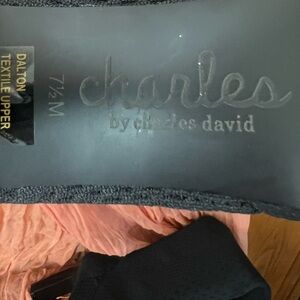 DALTON
TEXTILE UPPER
7½ M
charles
by charles david